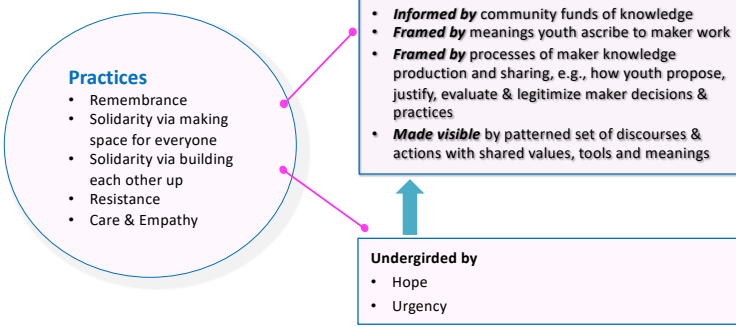 Practices
• Remembrance
• Solidarity via making
space for everyone
• Solidarity via building
each other up
• Resistance
• Care & Empathy
• Informed by community funds of knowledge
• Framed by meanings youth ascribe to maker work
• Framed by processes of maker knowledge
production and sharing, e.g., how youth propose,
justify, evaluate & legitimize maker decisions &
practices
• Made visible by patterned set of discourses &
actions with shared values, tools and meanings
Undergirded by
• Hope
• Urgency